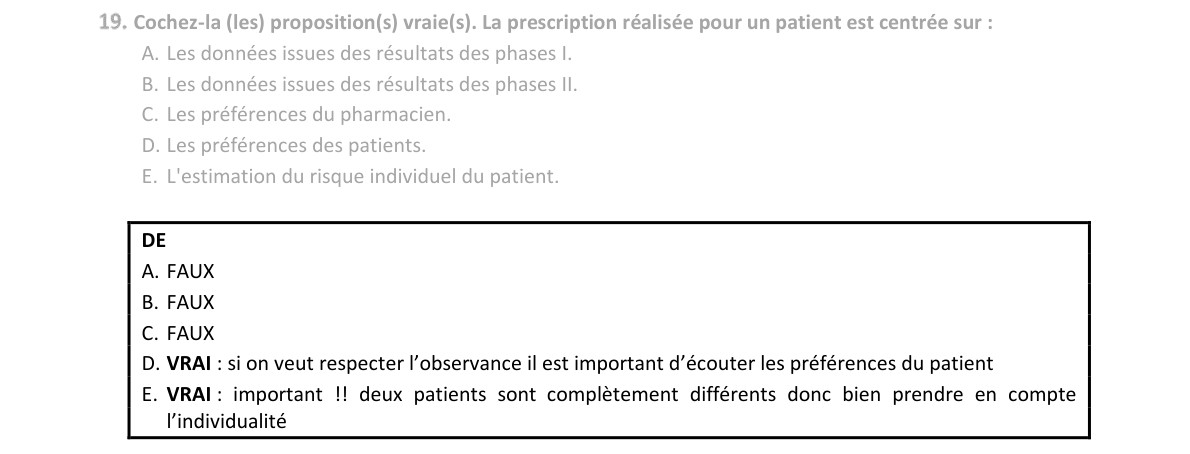 19. Cochez-la (les) proposition(s) vraie(s). La prescription réalisée pour un patient est centrée sur :
A. Les données issues des résultats des phases I.
B. Les données issues des résultats des phases II.
C. Les préférences du pharmacien.
D. Les préférences des patients.
E. L'estimation du risque individuel du patient.
DE
A. FAUX
B. FAUX
C. FAUX
D. VRAI : si on veut respecter l’observance il est important d’écouter les préférences du patient
E. VRAI : important !! deux patients sont complètement différents donc bien prendre en compte
l’individualité